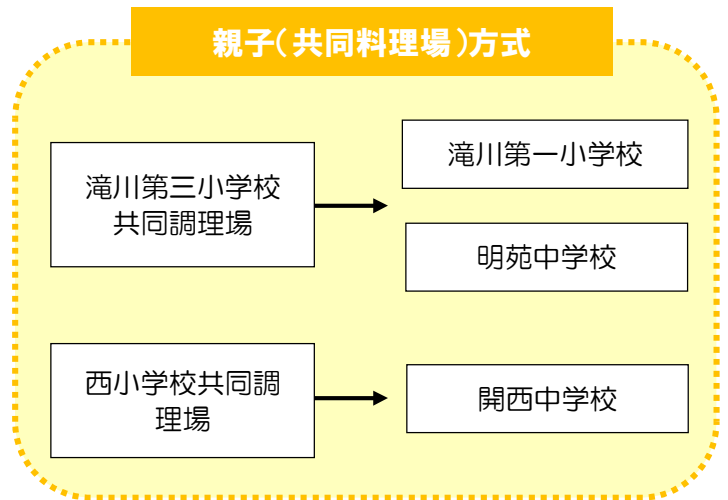 親子(共同料理場)方式
滝川第三小学校
共同調理場
滝川第一小学校
明苑中学校
西小学校共同調
理場
開西中学校